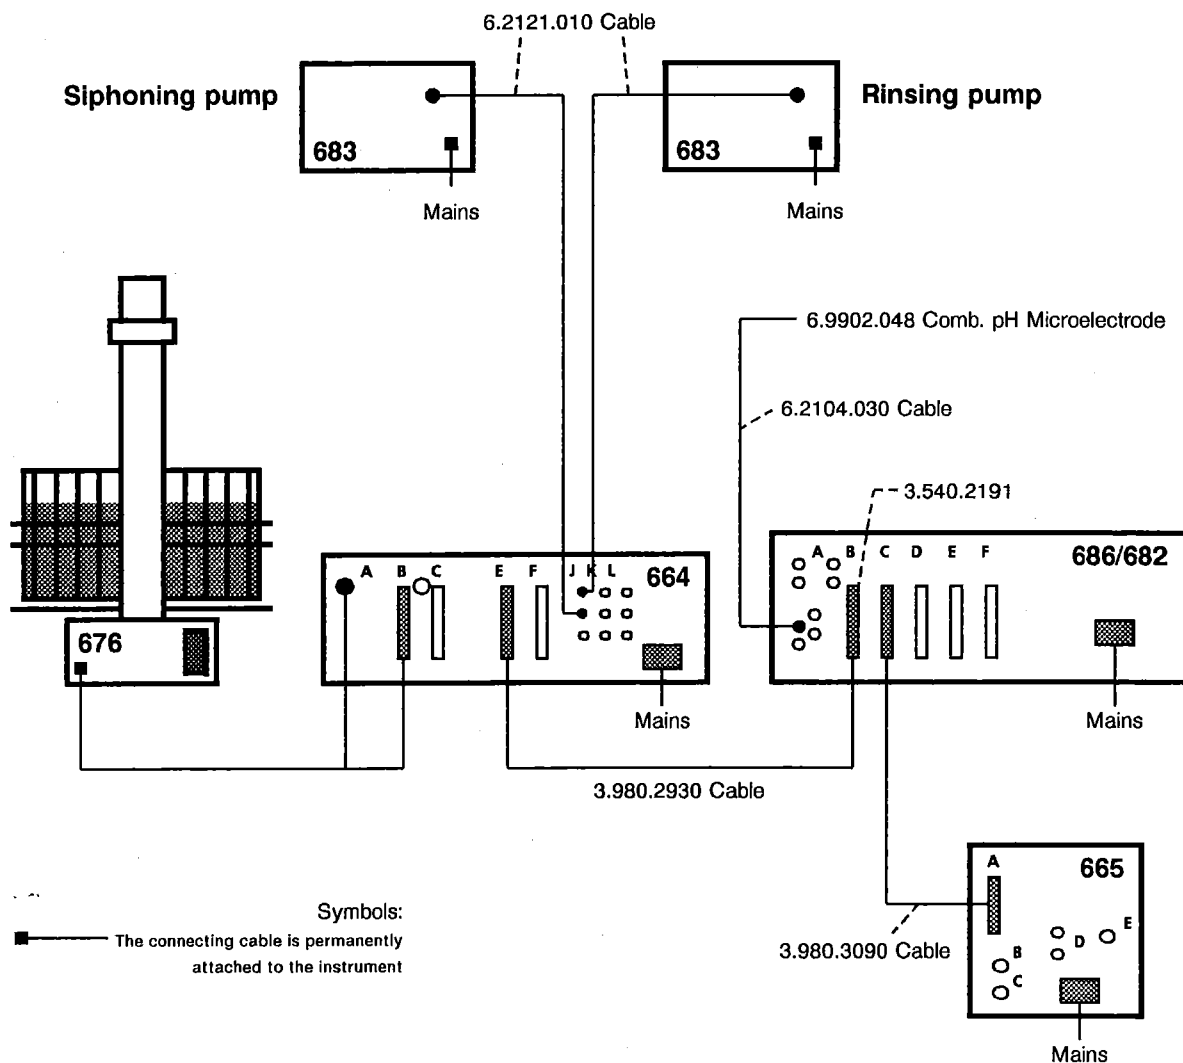 6.2121.010 Cable
Siphoning pump
683
Mains
683
Rinsing pump
Mains
6.9902.048 Comb. pH Microelectrode
6.2104.030 Cable
3.540.2191
A B C E F J K L 664
Mains
A B C D E F 686/682
Mains
676
3.980.2930 Cable
A 665
B
C
D
E
Mains
3.980.3090 Cable
Symbols:
The connecting cable is permanently
attached to the instrument